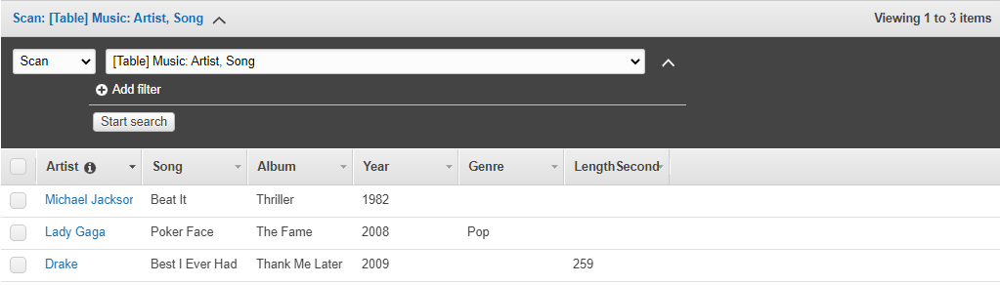 Scan: [Table] Music: Artist, Song Viewing 1 to 3 items
Scan [Table] Music: Artist, Song
Add filter
Start search
Artist Song Album Year Genre LengthSecond
Michael Jackson Beat It Thriller 1982
Lady Gaga Poker Face The Fame 2008 Pop
Drake Best I Ever Had Thank Me Later 2009 259